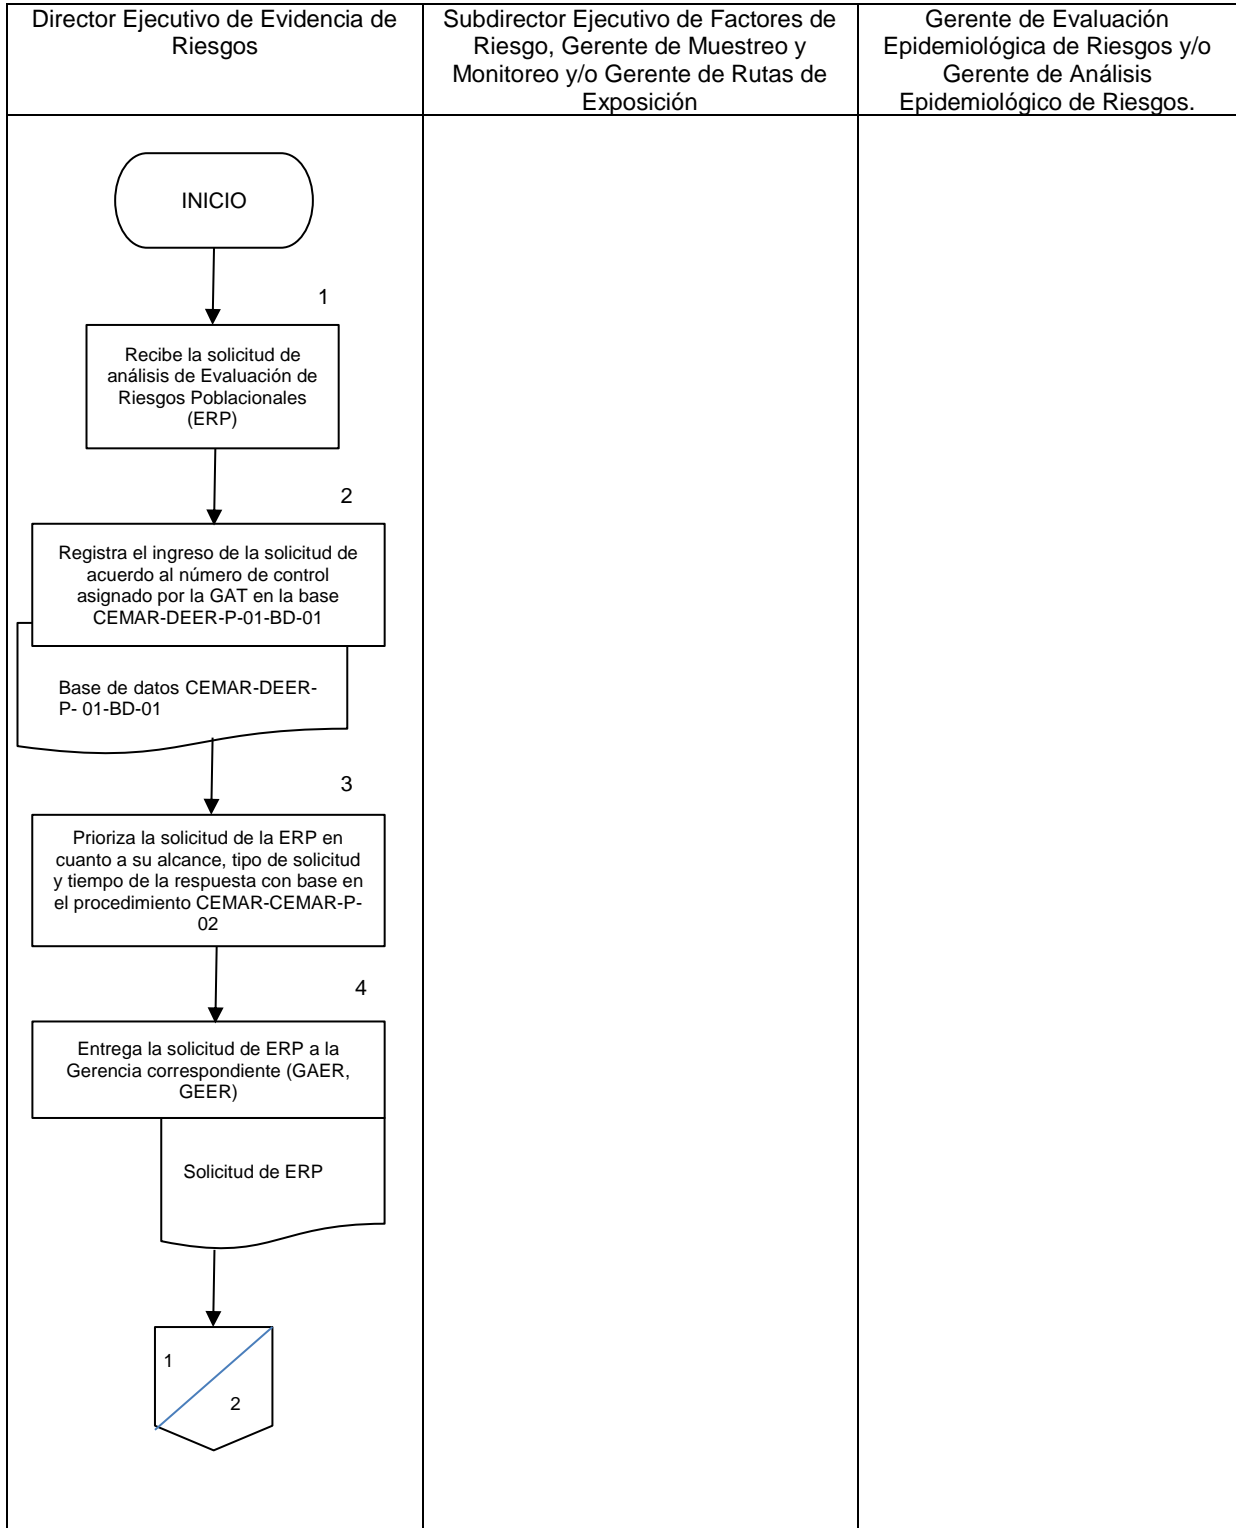 Director Ejecutivo de Evidencia de
Riesgos
Subdirector Ejecutivo de Factores de
Riesgo, Gerente de Muestreo y
Monitoreo y/o Gerente de Rutas de
Exposición
Gerente de Evaluación
Epidemiológica de Riesgos y/o
Gerente de Análisis
Epidemiológico de Riesgos.
INICIO
1
Recibe la solicitud de
análisis de Evaluación de
Riesgos Poblacionales
(ERP)
2
Registra el ingreso de la solicitud de
acuerdo al número de control
asignado por la GAT en la base
CEMAR-DEER-P-01-BD-01
Base de datos CEMAR-DEER-
P- 01-BD-01
3
Prioriza la solicitud de la ERP en
cuanto a su alcance, tipo de solicitud
y tiempo de la respuesta con base en
el procedimiento CEMAR-CEMAR-P-
02
4
Entrega la solicitud de ERP a la
Gerencia correspondiente (GAER,
GEER)
Solicitud de ERP
1
2